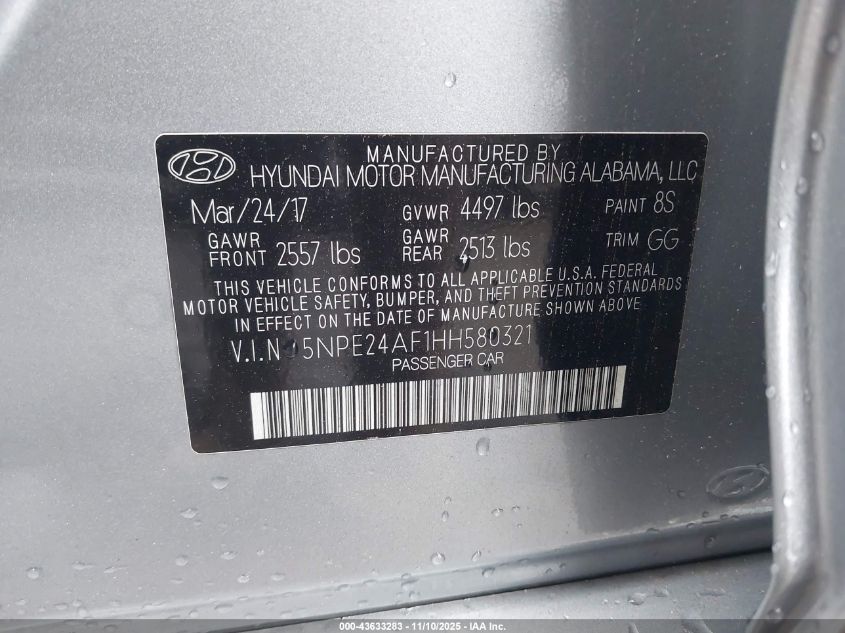 MANUFACTURED BY
HYUNDAI MOTOR MANUFACTURING ALABAMA, LLC
Mar/24/17 GVWR 4497 lbs PAINT 8S
GAWR FRONT 2557 lbs GAWR REAR 2513 lbs TRIM GG
THIS VEHICLE CONFORMS TO ALL APPLICABLE U.S.A. FEDERAL
MOTOR VEHICLE SAFETY, BUMPER, AND THEFT PREVENTION STANDARDS
IN EFFECT ON THE DATE OF MANUFACTURE SHOWN ABOVE
V.I.N 5NPE24AF1HH580321
PASSENGER CAR
000-43633283 - 11/10/2025 - IAA Inc.